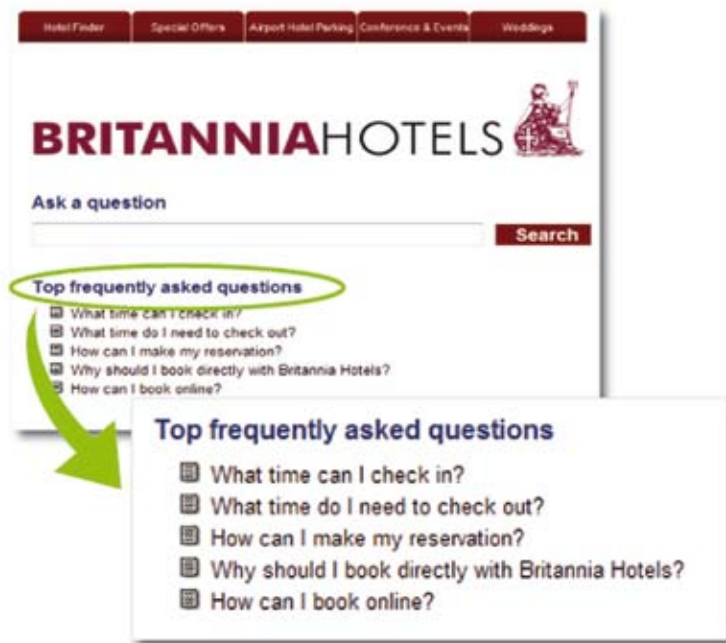 Hotel Finder Special Offers Airport Hotel Parking Conference & Events Weddings
BRITANNIAHOTELS
Ask a question
Search
Top frequently asked questions
What time can I check in?
What time do I need to check out?
How can I make my reservation?
Why should I book directly with Britannia Hotels?
How can I book online?
Top frequently asked questions
What time can I check in?
What time do I need to check out?
How can I make my reservation?
Why should I book directly with Britannia Hotels?
How can I book online?